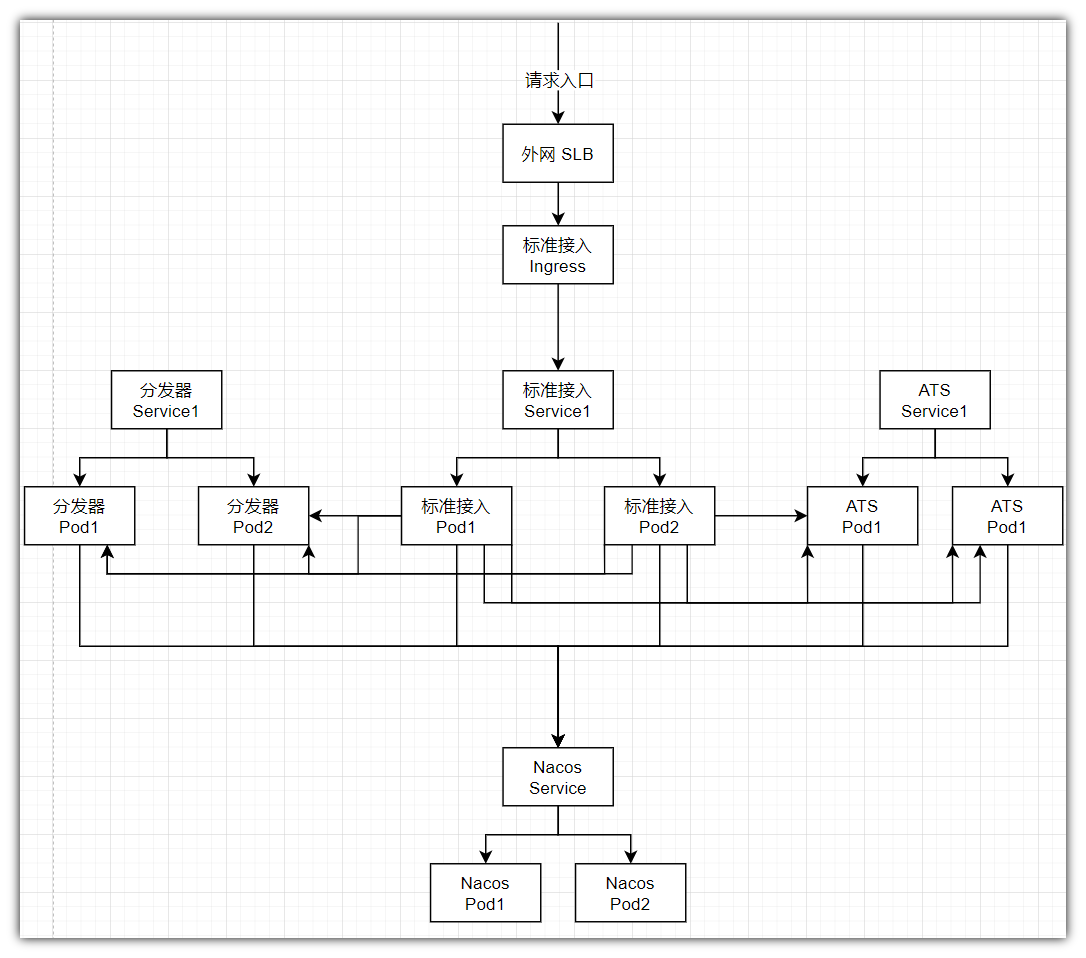 请求入口
外网 SLB
标准接入
Ingress
分发器
Service1
标准接入
Service1
ATS
Service1
分发器
Pod1
分发器
Pod2
标准接入
Pod1
标准接入
Pod2
ATS
Pod1
ATS
Pod1
Nacos
Service
Nacos
Pod1
Nacos
Pod2